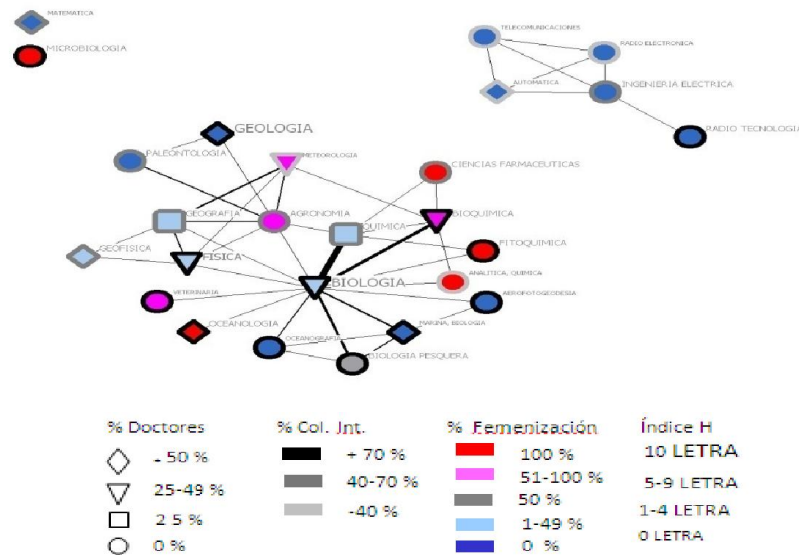 MATEMATICA
MICROBIOLOGIA
TELECOMUNICACIONES
RADIO ELECTRONICA
AUTOMATICA
INGENIERIA ELECTRICA
RADIO TECNOLOGIA
GEOLOGIA
PALEONTOLOGIA
METEOROLOGIA
CIENCIAS FARMACEUTICAS
GEOGRAFIA
AGRONOMIA
QUIMICA
BIOQUIMICA
GEOFISICA
FISICA
FITOQUIMICA
BIOLOGIA
ANALITICA, QUIMICA
VETERINARIA
AEROFOTOGEODESIA
OCEANOLOGIA
MARINA, BIOLOGIA
OCEANOGRAFIA
BIOLOGIA PESQUERA
% Doctores
+ 50 %
25-49 %
2 5 %
0 %
% Col. Int.
+ 70 %
40-70 %
-40 %
% Femenización
100 %
51-100 %
50 %
1-49 %
0 %
Índice H
10 LETRA
5-9 LETRA
1-4 LETRA
0 LETRA